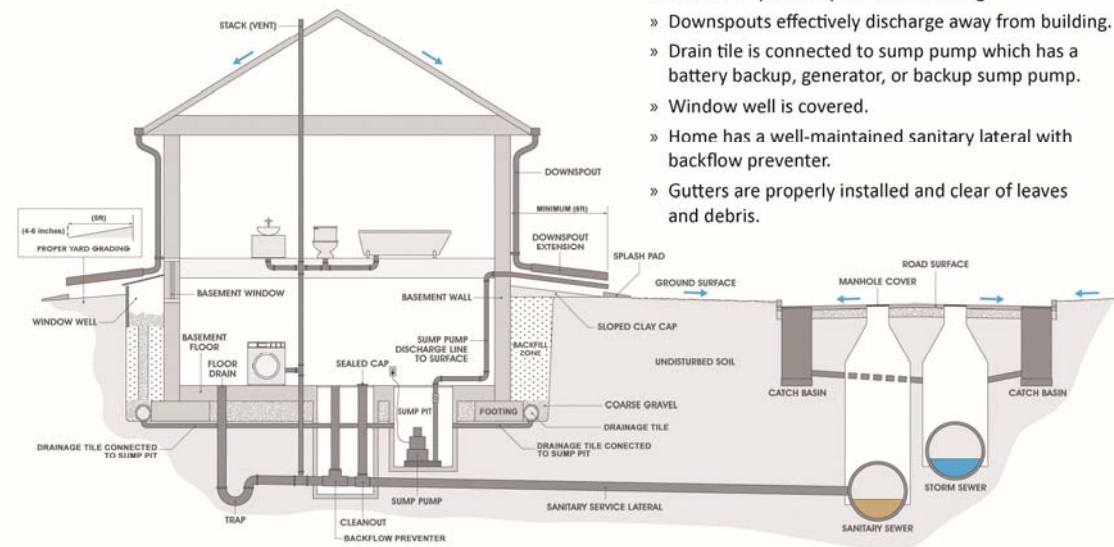 » Downspouts effectively discharge away from building.
» Drain tile is connected to sump pump which has a
battery backup, generator, or backup sump pump.
» Window well is covered.
» Home has a well-maintained sanitary lateral with
backflow preventer.
» Gutters are properly installed and clear of leaves
and debris.
STACK (VENT)
DOWNSPOUT
MINIMUM (6ft)
DOWNSPOUT
EXTENSION
SPLASH PAD
(5ft)
(4-6 inches)
PROPER YARD GRADING
GROUND SURFACE
MANHOLE COVER
ROAD SURFACE
WINDOW WELL
BASEMENT WINDOW
BASEMENT WALL
SLOPED CLAY CAP
BASEMENT
FLOOR
FLOOR
DRAIN
SEALED CAP
SUMP PUMP
DISCHARGE LINE
TO SURFACE
BACKFILL
ZONE
UNDISTURBED SOIL
CATCH BASIN
CATCH BASIN
SUMP PIT
FOOTING
COARSE GRAVEL
DRAINAGE TILE
DRAINAGE TILE CONNECTED
TO SUMP PIT
DRAINAGE TILE CONECTED
TO SUMP PIT
SUMP PUMP
SANITARY SERVICE LATERAL
STORM SEWER
SANITARY SEWER
TRAP
CLEANOUT
BACKFLOW PREVENTER